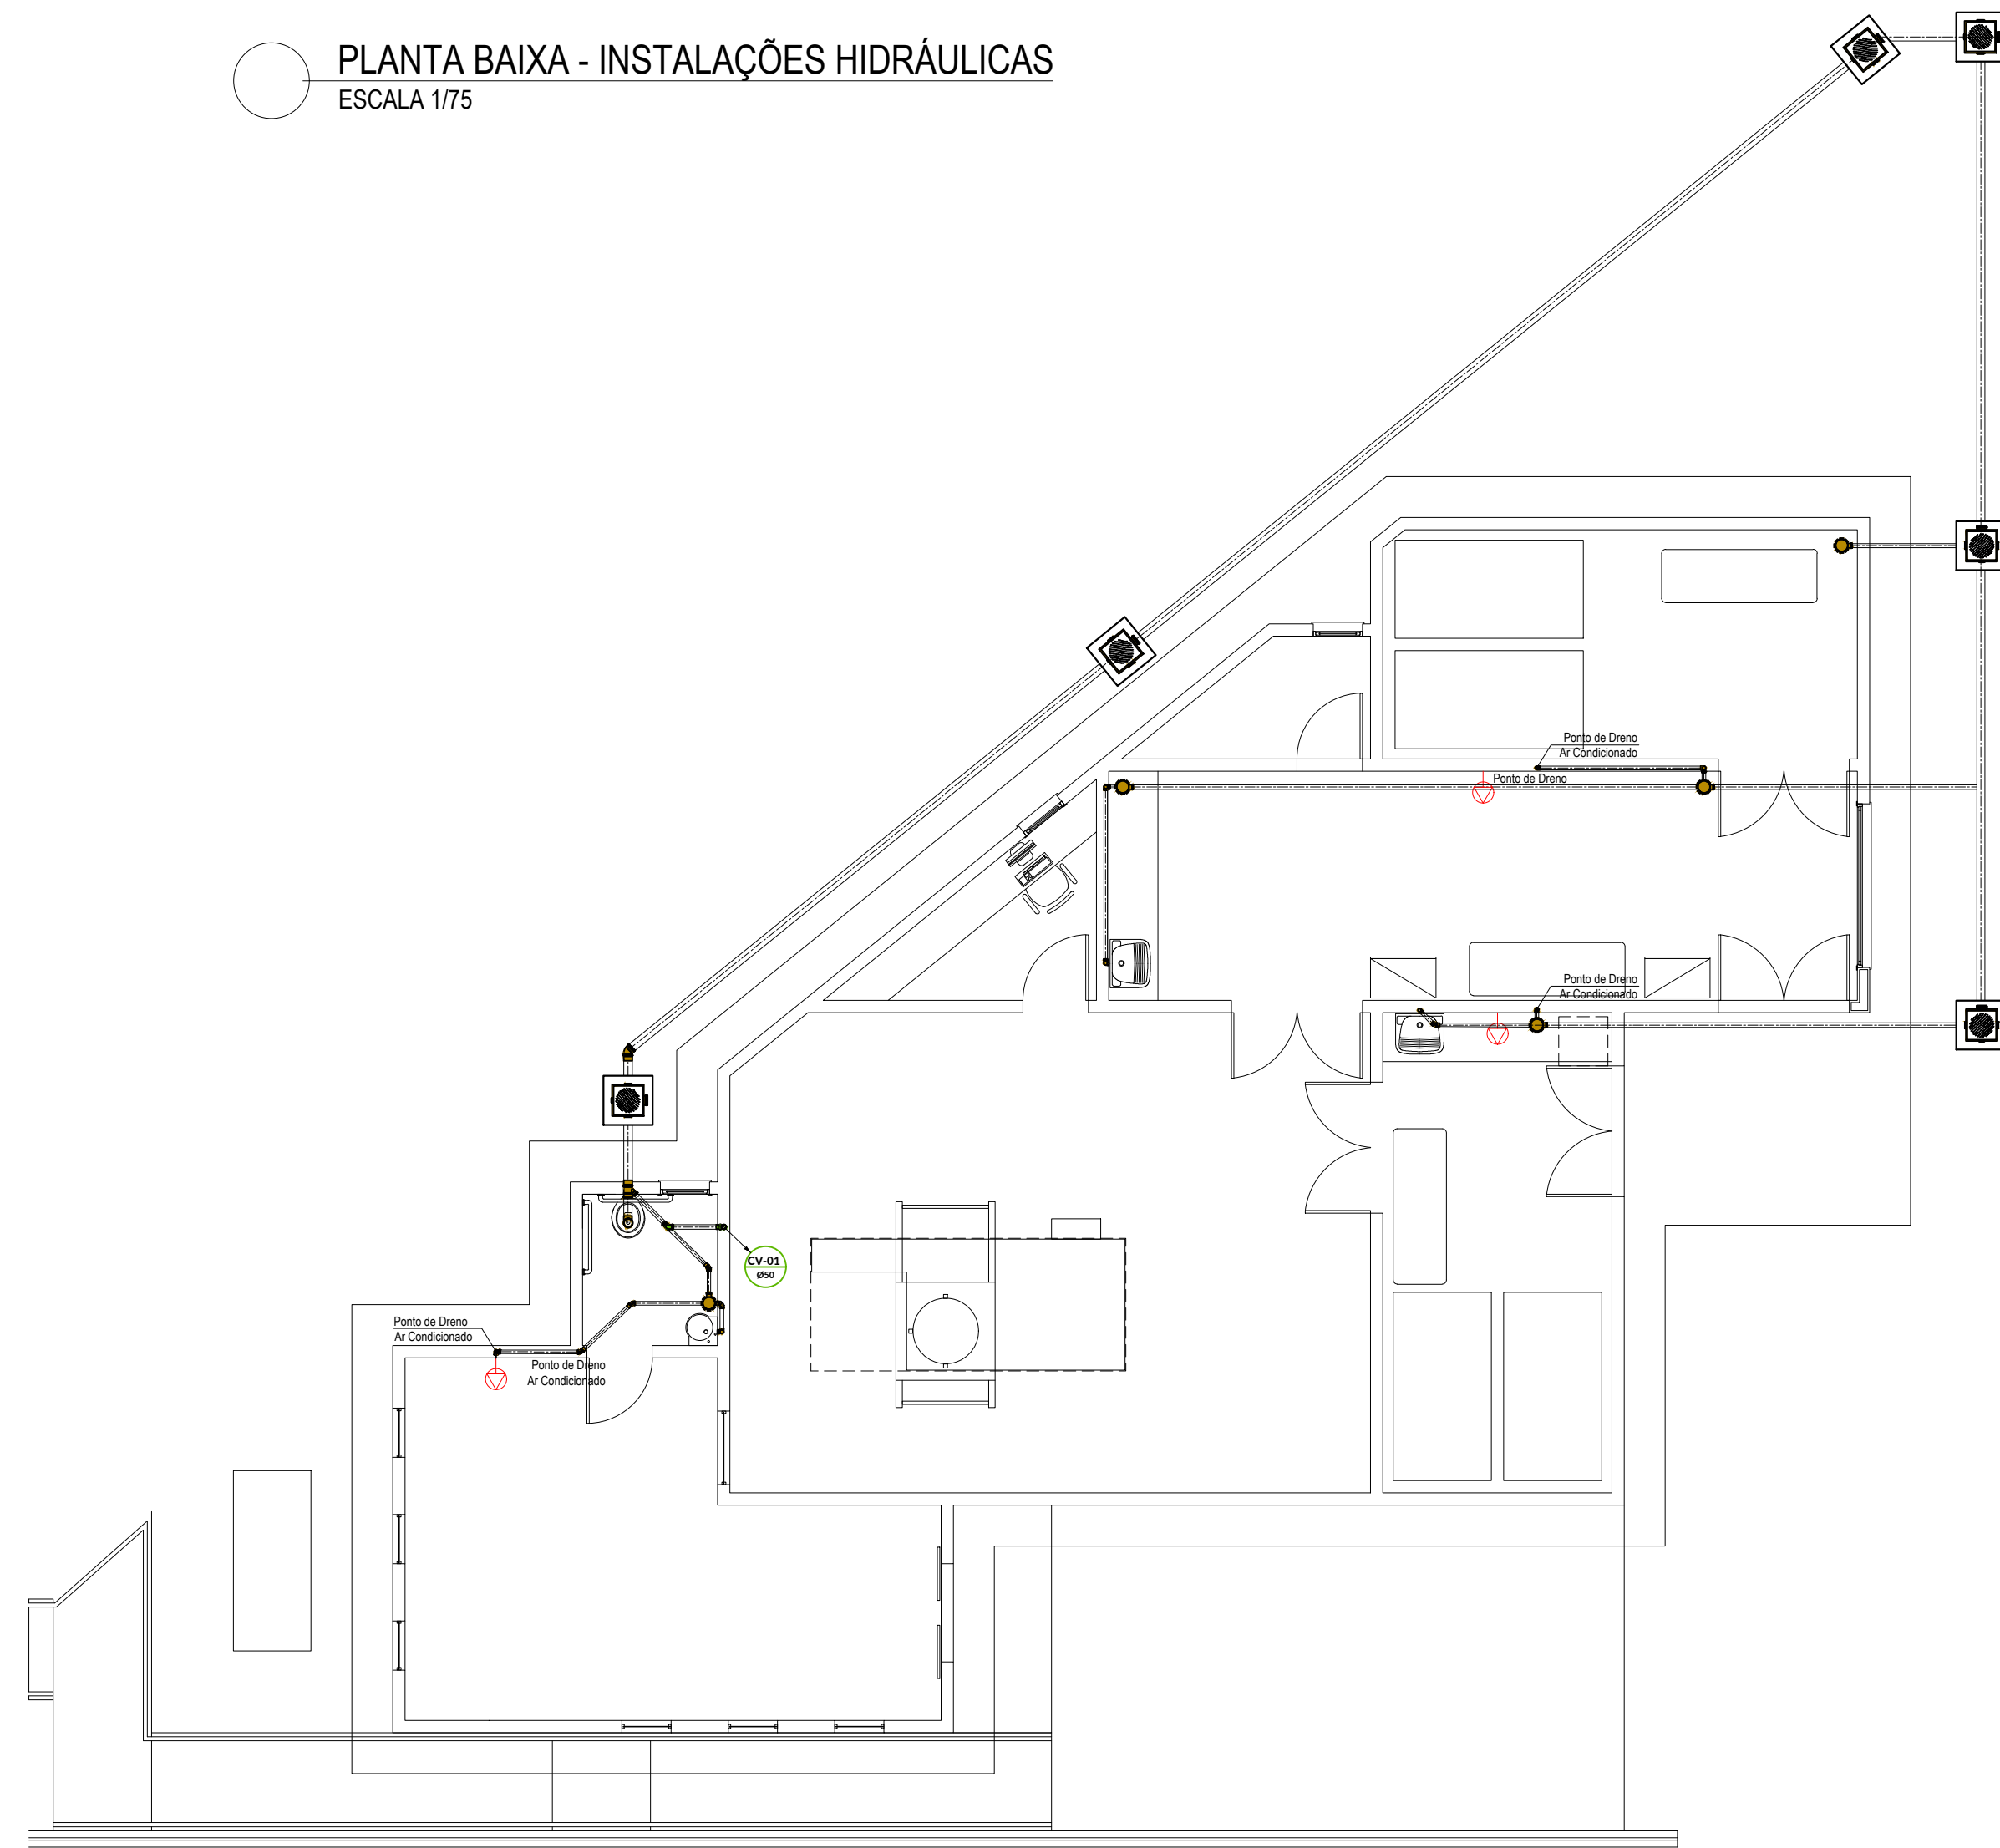 PLANTA BAIXA - INSTALAÇÕES HIDRÁULICAS
ESCALA 1/75
Ponto de Dreno
Ar Condicionado
Ponto de Dreno
Ponto de Dreno
Ar Condicionado
CV-01
Ø50
Ponto de Dreno
Ar Condicionado
Ponto de Dreno
Ar Condicionado